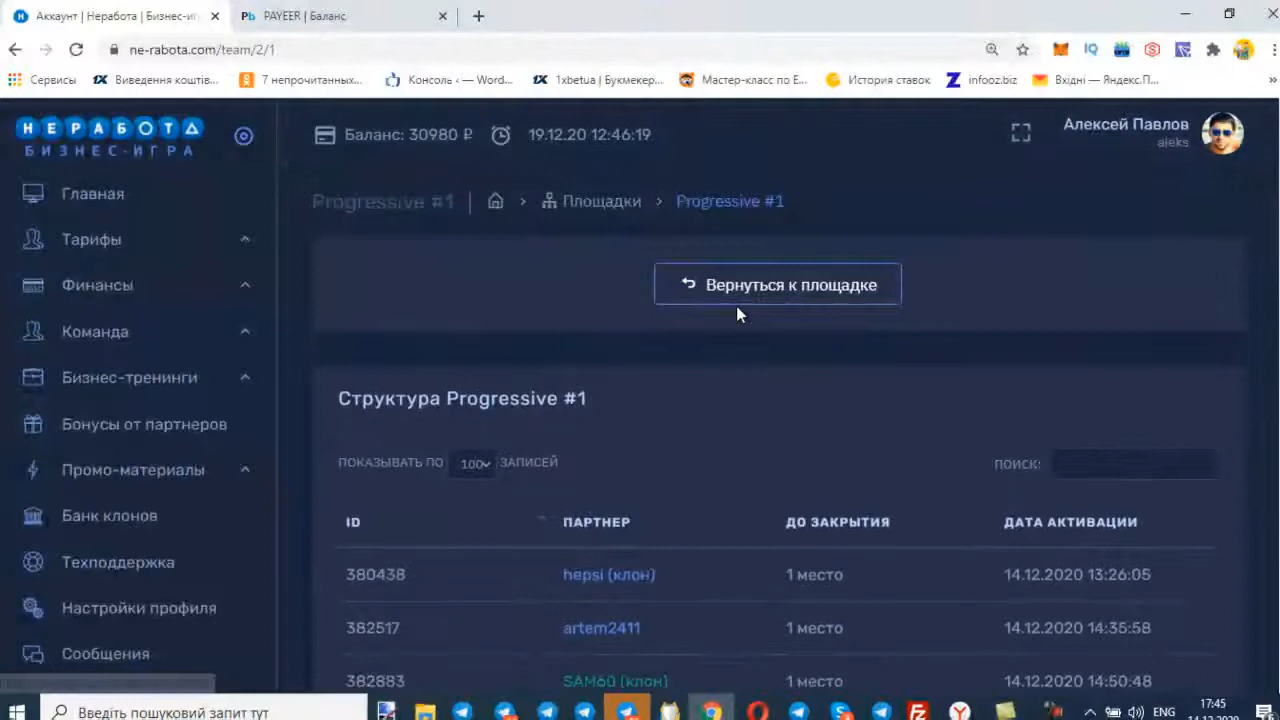 Аккаунт | Неработа | Бизнес-иг
PAYEER | Баланс
ne-rabota.com/team/2/1
Сервисы
1X Виведення коштів...
7 непрочитанных...
Консоль · — Word...
1X 1xbetua | Букмекер...
Мастер-класс по Е...
История ставок
infooz.biz
Вхідні — Яндекс.П...
НЕРАБОТА
БИЗНЕС-ИГРА
Баланс: 30980 ₽
19.12.20 12:46:19
Алексей Павлов
aleks
Главная
Тарифы
Финансы
Команда
Бизнес-тренинги
Бонусы от партнеров
Промо-материалы
Банк клонов
Техподдержка
Настройки профиля
Сообщения
Progressive #1
Площадки
Progressive #1
Вернуться к площадке
Структура Progressive #1
ПОКАЗЫВАТЬ ПО 100 ЗАПИСЕЙ
ПОИСК:
ID ПАРТНЕР ДО ЗАКРЫТИЯ ДАТА АКТИВАЦИИ
380438 hepsi (клон) 1 место 14.12.2020 13:26:05
382517 artem2411 1 место 14.12.2020 14:35:58
382883 SAM60 (клон) 1 место 14.12.2020 14:50:48
Введіть пошуковий запит тут
ENG
17:45
14.12.2020